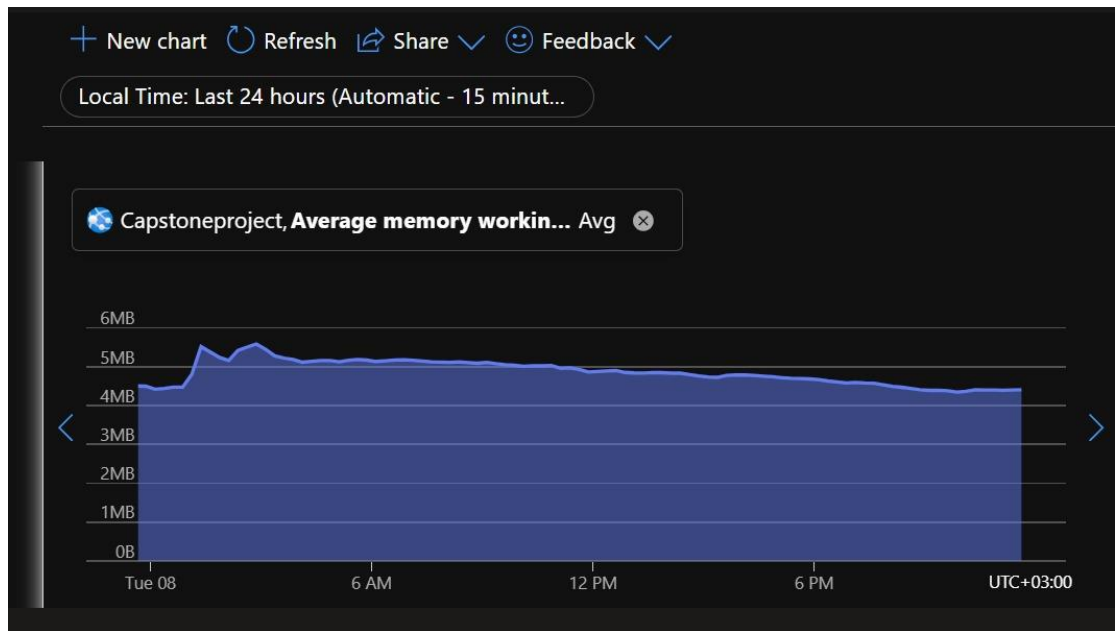 New chart Refresh Share Feedback
Local Time: Last 24 hours (Automatic - 15 minut...
Capstoneproject, Average memory workin... Avg
6MB
5MB
4MB
3MB
2MB
1MB
0B
Tue 08 6 AM 12 PM 6 PM UTC+03:00